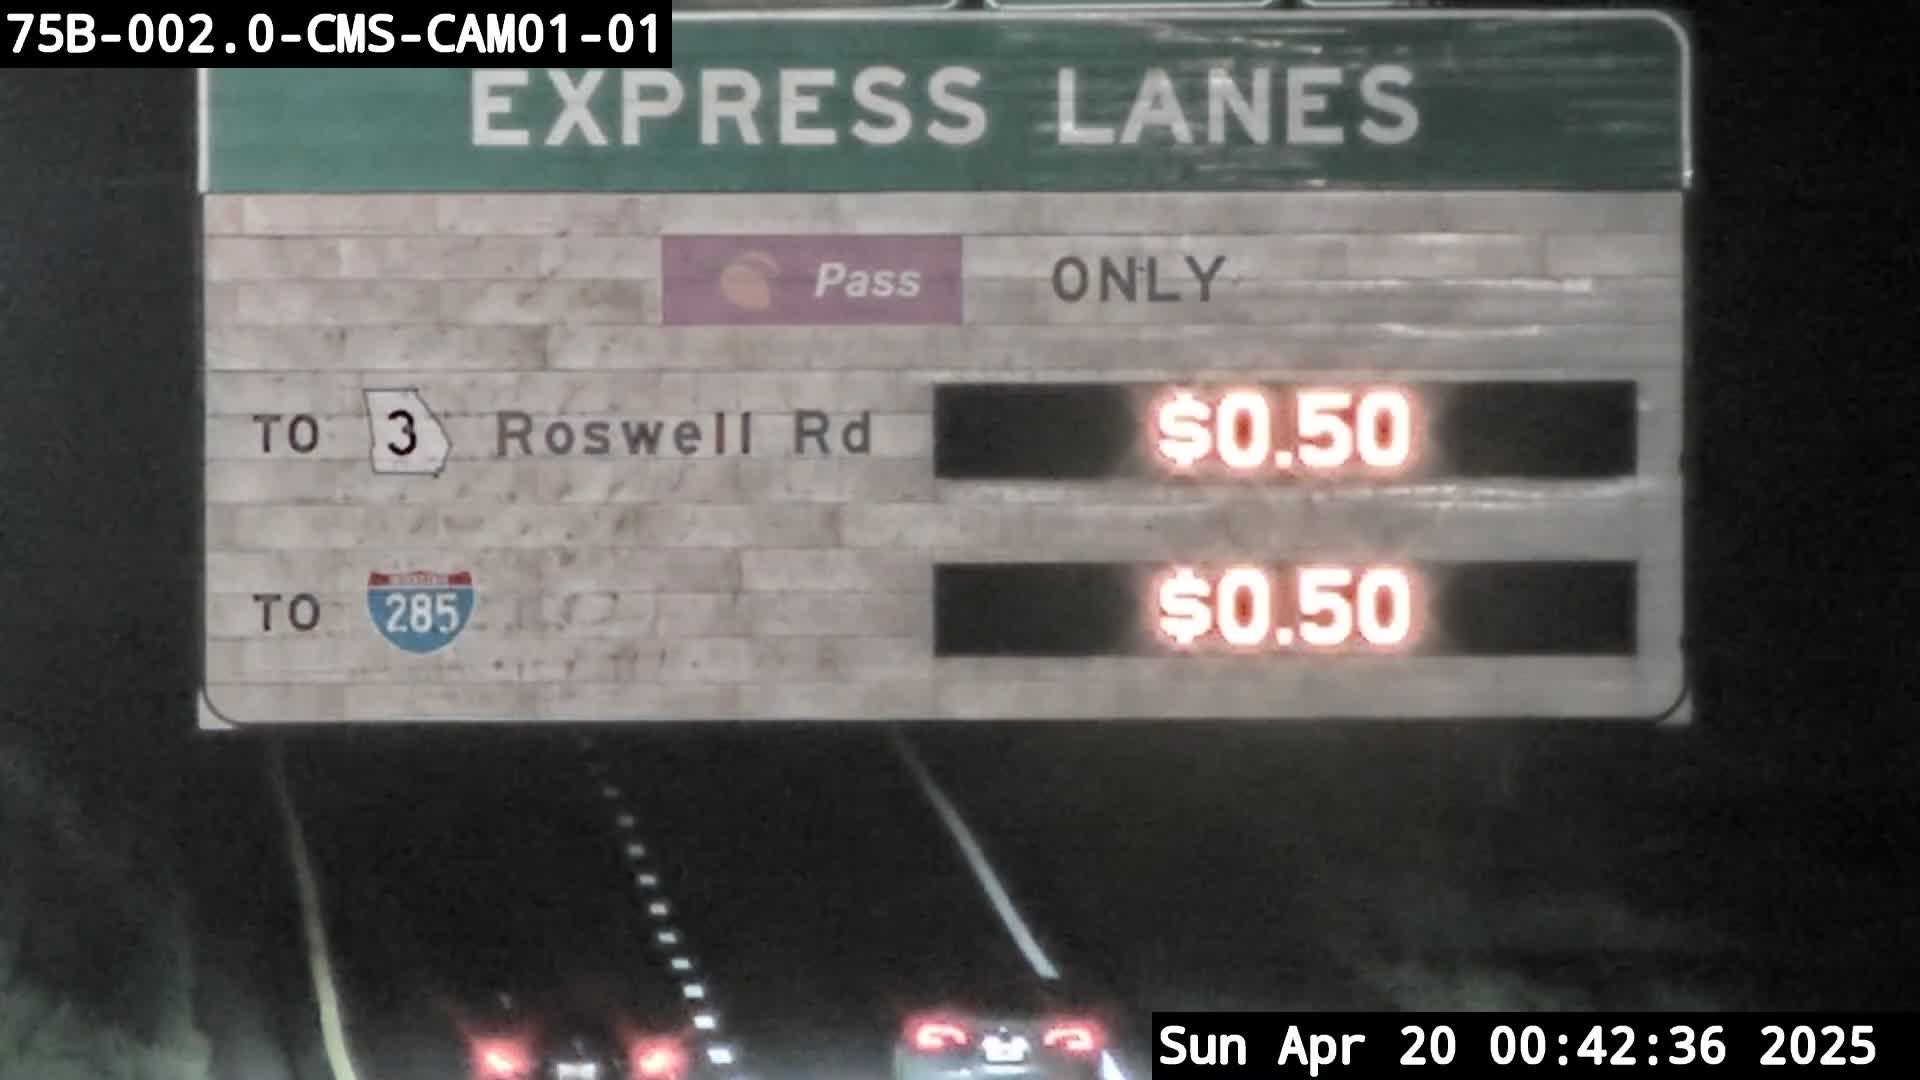 75B-002.0-CMS-CAM01-01
EXPRESS LANES
Pass ONLY
TO 3 Roswell Rd $0.50
TO 285 $0.50
Sun Apr 20 00:42:36 2025